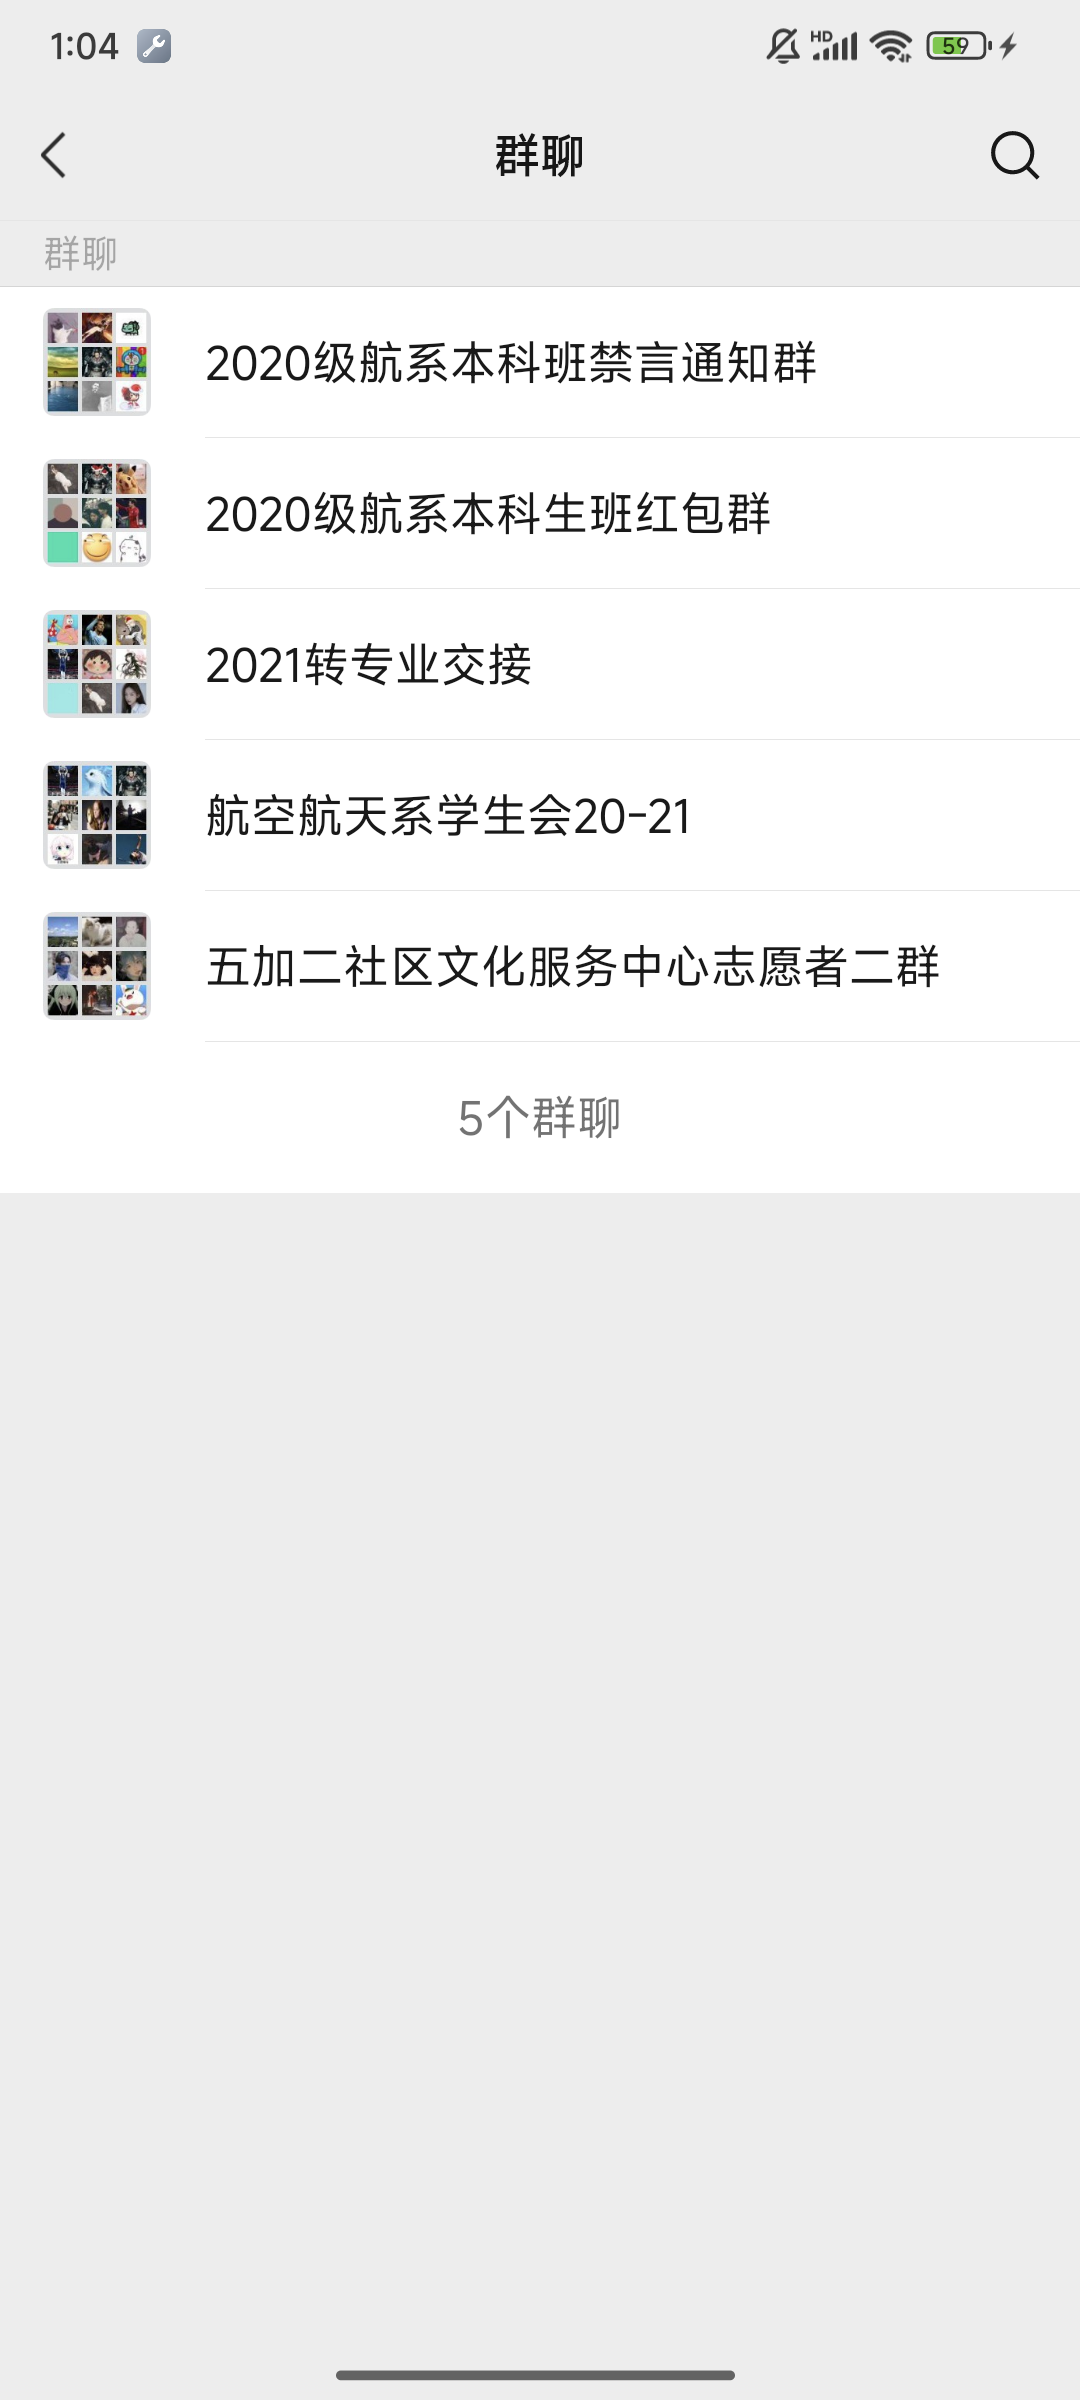 1:04
HD
59
群聊
群聊
2020级航系本科班禁言通知群
2020级航系本科生班红包群
2021转专业交接
航空航天系学生会20-21
五加二社区文化服务中心志愿者二群
5个群聊